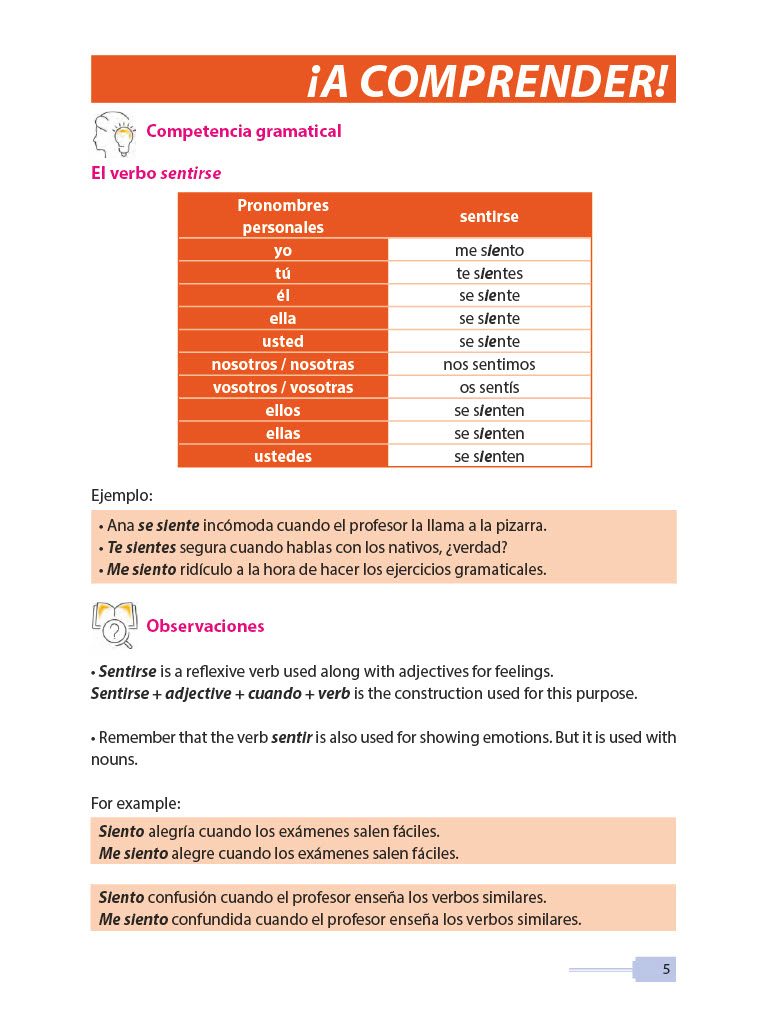 ¡A COMPRENDER!
Competencia gramatical
El verbo sentirse
Pronombres personales sentirse
yo me siento
tú te sientes
él se siente
ella se siente
usted se siente
nosotros / nosotras nos sentimos
vosotros / vosotras os sentís
ellos se sienten
ellas se sienten
ustedes se sienten
Ejemplo:
• Ana se siente incómoda cuando el profesor la llama a la pizarra.
• Te sientes segura cuando hablas con los nativos, ¿verdad?
• Me siento ridículo a la hora de hacer los ejercicios gramaticales.
?
Observaciones
• Sentirse is a reflexive verb used along with adjectives for feelings.
Sentirse + adjective + cuando + verb is the construction used for this purpose.
• Remember that the verb sentir is also used for showing emotions. But it is used with
nouns.
For example:
Siento alegría cuando los exámenes salen fáciles.
Me siento alegre cuando los exámenes salen fáciles.
Siento confusión cuando el profesor enseña los verbos similares.
Me siento confundida cuando el profesor enseña los verbos similares.
5